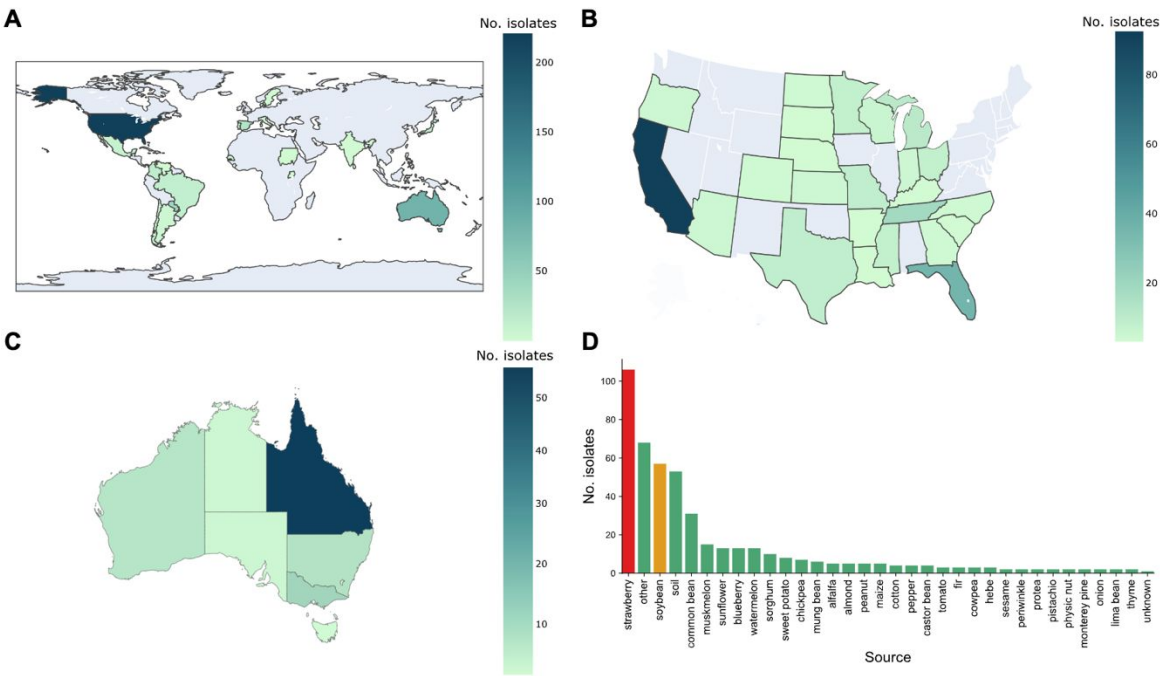 A
No. isolates
200
150
100
50
B
No. isolates
80
60
40
20
C
No. isolates
50
40
30
20
10
D
No. isolates
100
80
60
40
20
0
strawberry
other
soybean
soil
common bean
muskmelon
sunflower
blueberry
watermelon
sorghum
sweet potato
chickpea
mung bean
alfalfa
almond
peanut
maize
cotton
pepper
castor bean
tomato
fir
cowpea
hebe
sesame
periwinkle
protea
pistachio
physic nut
monterey pine
onion
lima bean
thyme
unknown
Source